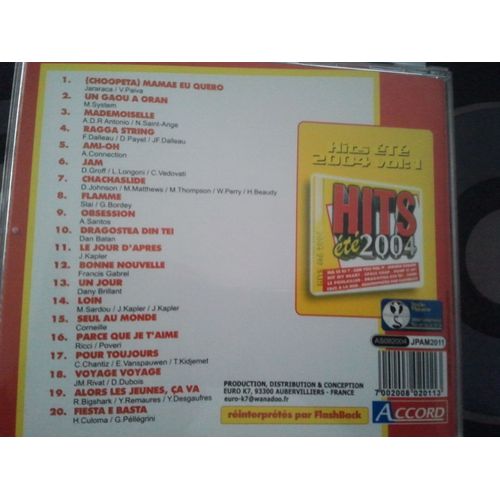 1. (CHOOPETA) MAMAE EU QUERO
Jararaca / V.Paiva
2. UN GAOU A ORAN
M.System
3. MADEMOISELLE
A.D.R Antonio / N.Saint-Ange
4. RAGGA STRING
F.Dalleau / D.Payet / JF.Dalleau
5. AMI-OH
A.Connection
6. JAM
D.Groff / L.Longoni / C.Vedovati
7. CHACHASLIDE
D.Johnson / M.Matthews / M.Thompson / W.Perry / H.Beaudy
8. FLAMME
Slai / G.Bordey
9. OBSESSION
A.Santos
10. DRAGOSTEA DIN TEI
Dan Balan
11. LE JOUR D'APRES
J.Kapler
12. BONNE NOUVELLE
Francis Gabrel
13. UN JOUR
Dany Brillant
14. LOIN
M.Sardou / J.Kapler / J.Kapler
15. SEUL AU MONDE
Corneille
16. PARCE QUE JE T'AIME
Ricci / Poveri
17. POUR TOUJOURS
C.Chantiz / E.Vanspauwen / T.Kidjemet
18. VOYAGE VOYAGE
JM.Rivat / D.Dubois
19. ALORS LES JEUNES, ÇA VA
R.Bigshark / Y.Remaures / Y.Desgaufres
20. FIESTA E BASTA
H.Culoma / G.Péllégrini
Hits ÉTÉ
2004 vol: 1
HITS
été 2004
AS082004 JPAM2011
7 002008 020113
PRODUCTION, DISTRIBUTION & CONCEPTION
EURO K7, 93300 AUBERVILLIERS - FRANCE
euro-k7@wanadoo.fr
réinterprétés par FlashBack
ACCORD